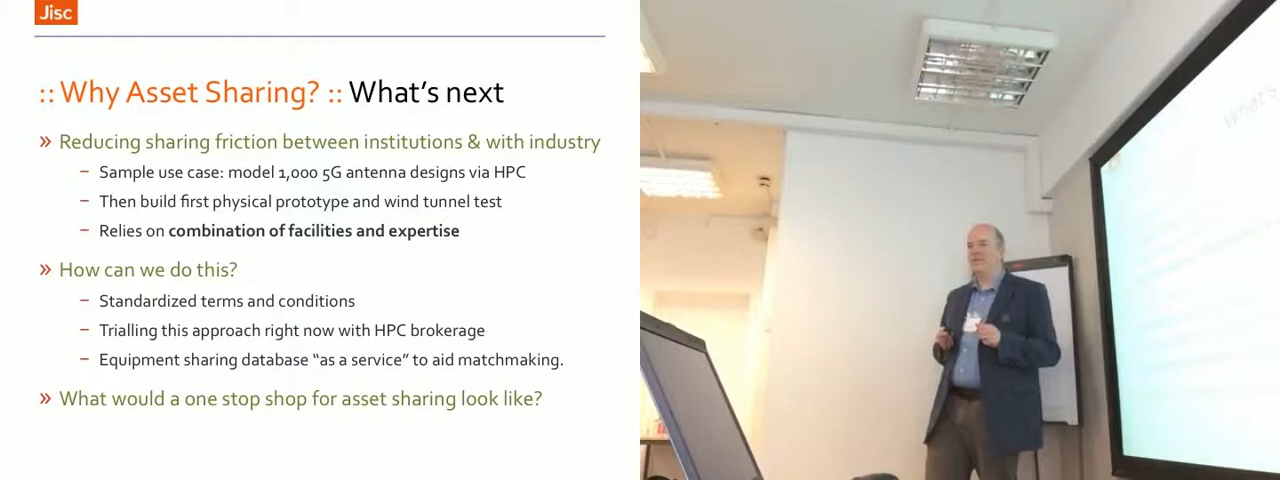 Jisc
:: Why Asset Sharing? :: What's next
» Reducing sharing friction between institutions & with industry
– Sample use case: model 1,000 5G antenna designs via HPC
– Then build first physical prototype and wind tunnel test
– Relies on combination of facilities and expertise
» How can we do this?
– Standardized terms and conditions
– Trialling this approach right now with HPC brokerage
– Equipment sharing database “as a service” to aid matchmaking.
» What would a one stop shop for asset sharing look like?
What's